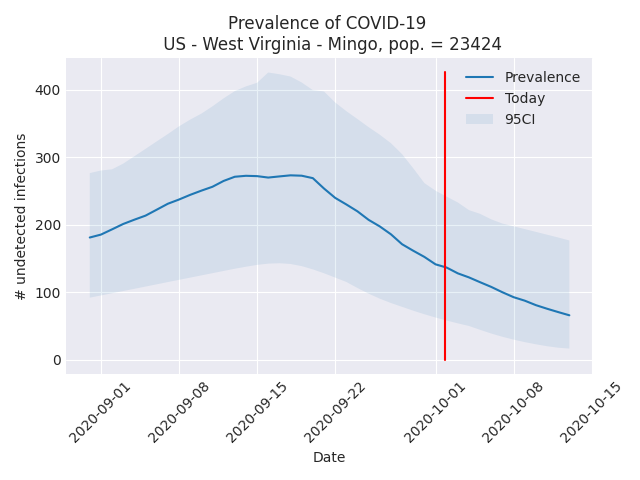 Prevalence of COVID-19
US - West Virginia - Mingo, pop. = 23424
Prevalence
Today
95CI
# undetected infections
400
300
200
100
0
2020-09-01
2020-09-08
2020-09-15
2020-09-22
2020-10-01
2020-10-08
2020-10-15
Date